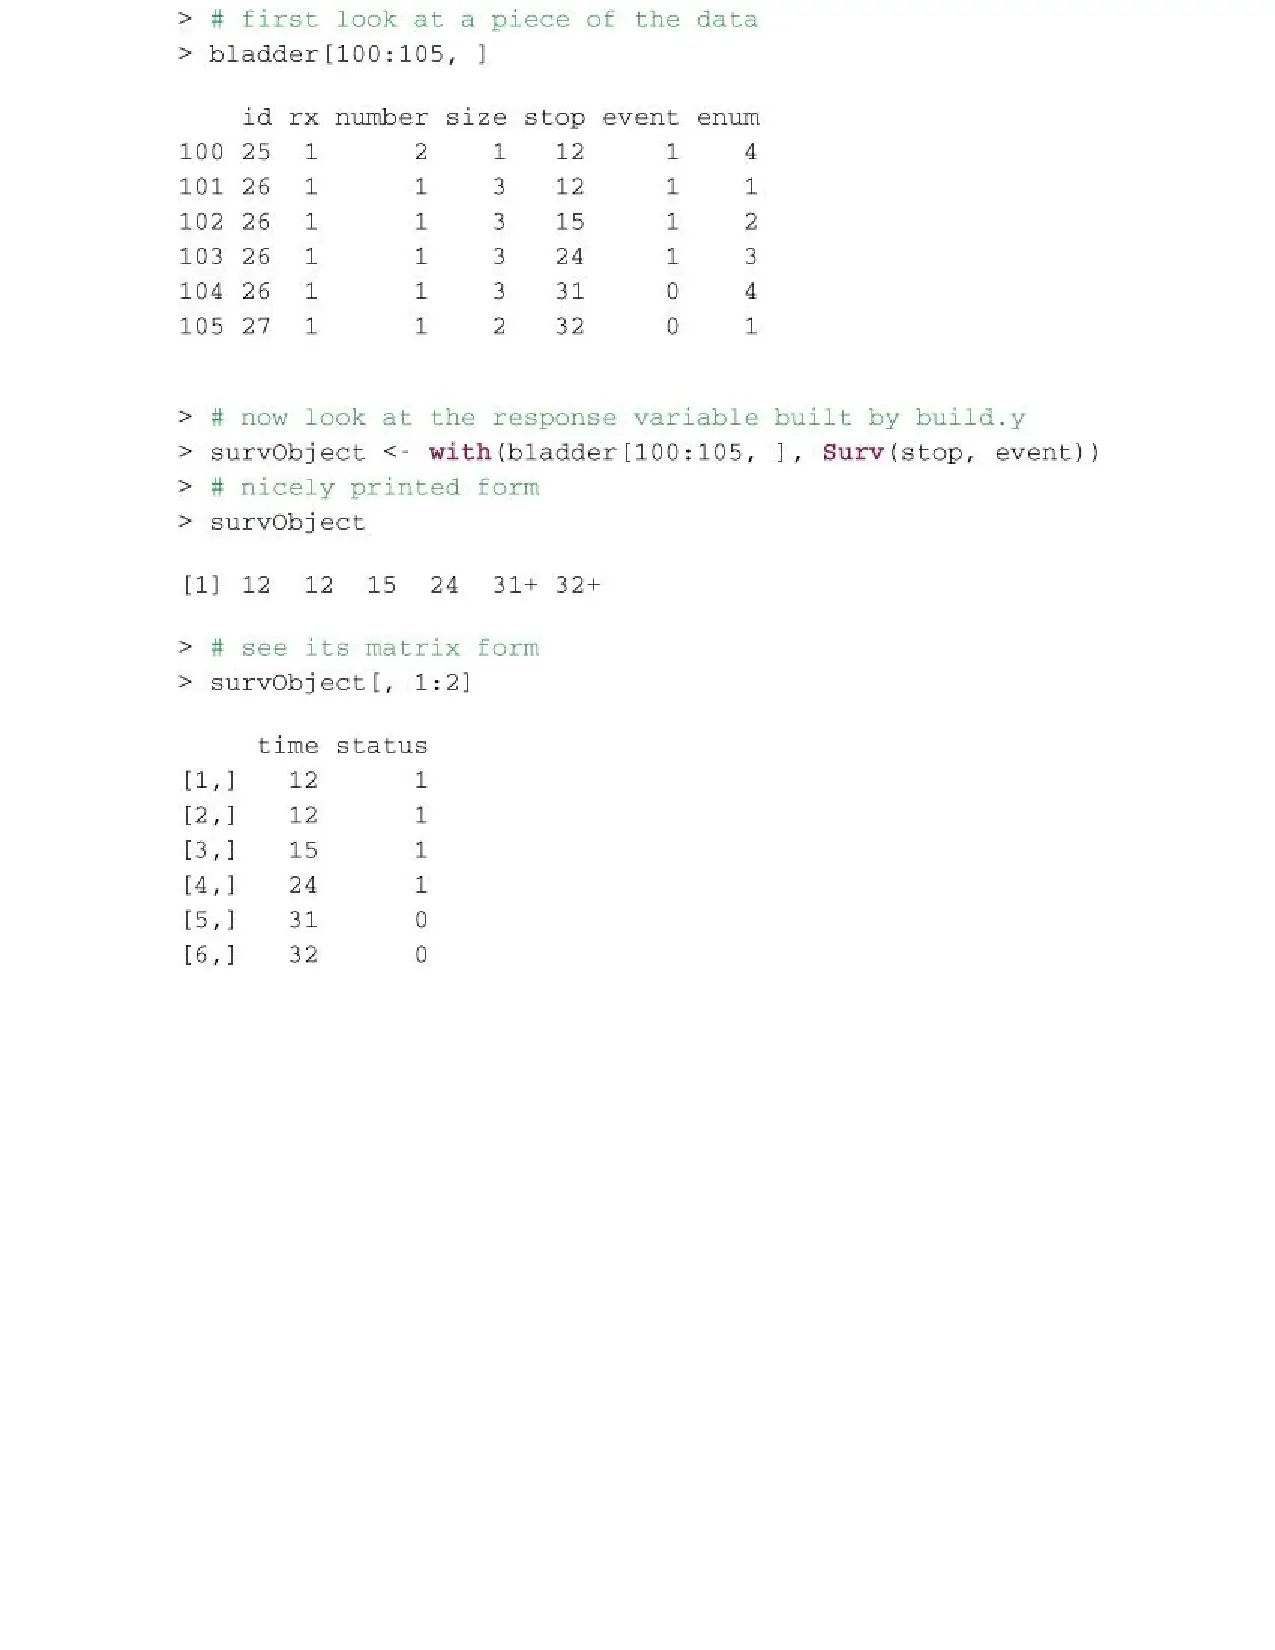 > # first look at a piece of the data
> bladder[100:105, ]
id rx number size stop event enum
100 25 1 2 1 12 1 4
101 26 1 1 3 12 1 1
102 26 1 1 3 15 1 2
103 26 1 1 3 24 1 3
104 26 1 1 3 31 0 4
105 27 1 1 2 32 0 1
> # now look at the response variable built by build.y
> survObject <- with(bladder[100:105, ], Surv(stop, event))
> # nicely printed form
> survObject
[1] 12 12 15 24 31+ 32+
> # see its matrix form
> survObject[, 1:2]
time status
[1,] 12 1
[2,] 12 1
[3,] 15 1
[4,] 24 1
[5,] 31 0
[6,] 32 0